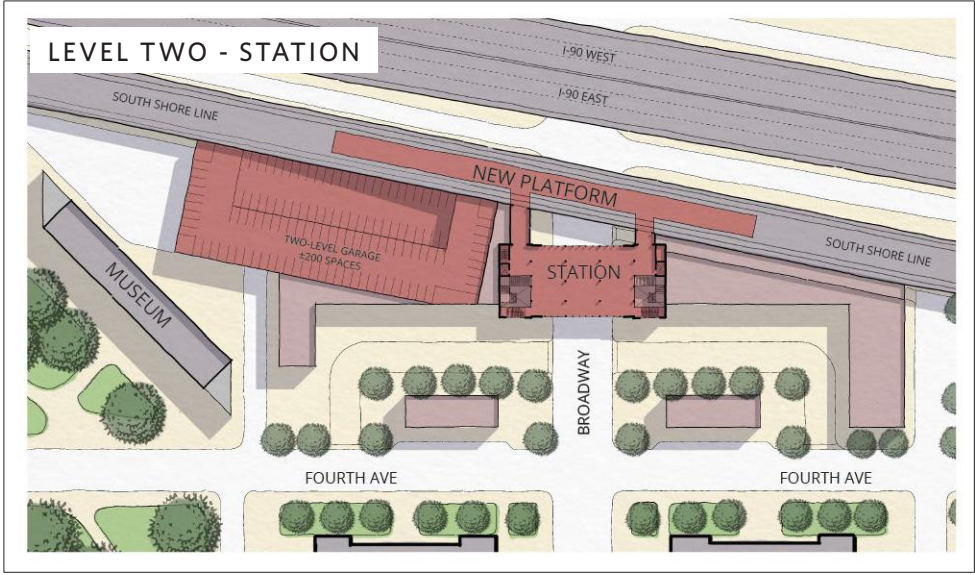 LEVEL TWO - STATION
I-90 WEST
I-90 EAST
SOUTH SHORE LINE
NEW PLATFORM
TWO-LEVEL GARAGE
±200 SPACES
STATION
SOUTH SHORE LINE
MUSEUM
BROADWAY
FOURTH AVE
FOURTH AVE